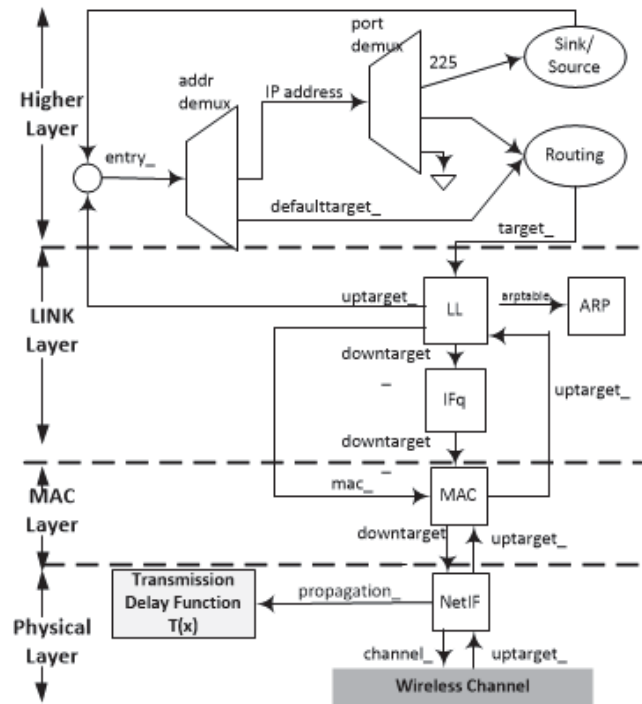 port
demux
225
Sink/
Source
addr
demux
IP address
Higher
Layer
entry_
Routing
defaulttarget_
target_
uptarget_
LL
arptable
ARP
LINK
Layer
downtarget
_
IFq
uptarget_
downtarget
_
mac_
MAC
MAC
Layer
downtarget
uptarget_
Transmission
Delay Function
T(x)
propagation_
NetIF
Physical
Layer
channel_
uptarget_
Wireless Channel